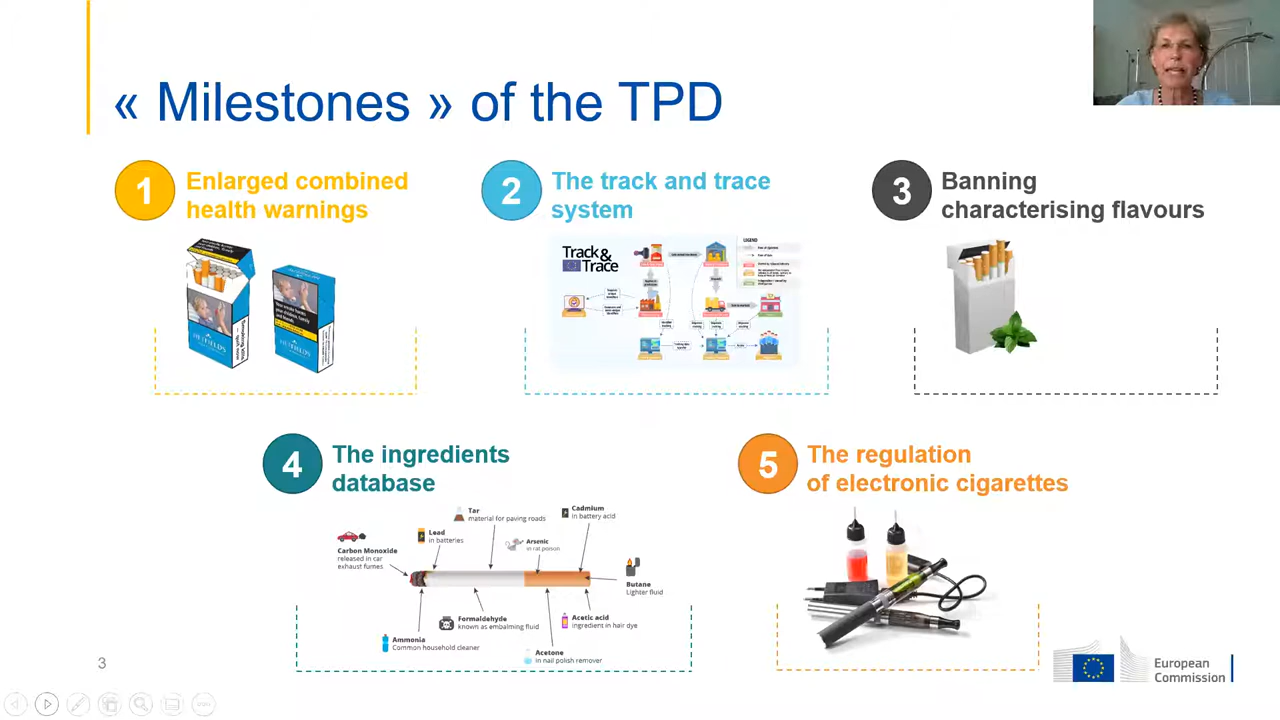 « Milestones » of the TPD
1
Enlarged combined
health warnings
2
The track and trace
system
Track &
Trace
LEGEND
3
Banning
characterising flavours
4
The ingredients
database
Tar
material for paving roads
Cadmium
in battery acid
Lead
in batteries
Arsenic
in rat poison
Carbon Monoxide
released in car
exhaust fumes
Butane
Lighter fluid
Formaldehyde
known as embalming fluid
Acetic acid
ingredient in hair dye
Ammonia
Common household cleaner
Acetone
in nail polish remover
5
The regulation
of electronic cigarettes
3
European
Commission